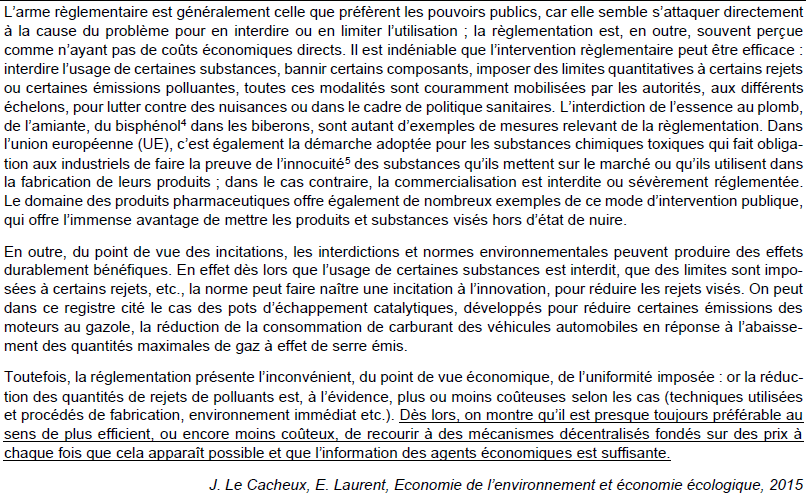 L’arme règlementaire est généralement celle que préfèrent les pouvoirs publics, car elle semble s’attaquer directement
à la cause du problème pour en interdire ou en limiter l’utilisation ; la règlementation est, en outre, souvent perçue
comme n’ayant pas de coûts économiques directs. Il est indéniable que l’intervention règlementaire peut être efficace :
interdire l’usage de certaines substances, bannir certains composants, imposer des limites quantitatives à certains rejets
ou certaines émissions polluantes, toutes ces modalités sont couramment mobilisées par les autorités, aux différents
échelons, pour lutter contre des nuisances ou dans le cadre de politique sanitaires. L’interdiction de l’essence au plomb,
de l’amiante, du bisphénol⁴ dans les biberons, sont autant d’exemples de mesures relevant de la règlementation. Dans
l’union européenne (UE), c’est également la démarche adoptée pour les substances chimiques toxiques qui fait obliga-
tion aux industriels de faire la preuve de l’innocuité⁵ des substances qu’ils mettent sur le marché ou qu’ils utilisent dans
la fabrication de leurs produits ; dans le cas contraire, la commercialisation est interdite ou sévèrement réglementée.
Le domaine des produits pharmaceutiques offre également de nombreux exemples de ce mode d’intervention publique,
qui offre l’immense avantage de mettre les produits et substances visés hors d’état de nuire.
En outre, du point de vue des incitations, les interdictions et normes environnementales peuvent produire des effets
durablement bénéfiques. En effet dès lors que l’usage de certaines substances est interdit, que des limites sont impo-
sées à certains rejets, etc., la norme peut faire naître une incitation à l’innovation, pour réduire les rejets visés. On peut
dans ce registre cité le cas des pots d’échappement catalytiques, développés pour réduire certaines émissions des
moteurs au gazole, la réduction de la consommation de carburant des véhicules automobiles en réponse à l’abaisse-
ment des quantités maximales de gaz à effet de serre émis.
Toutefois, la réglementation présente l’inconvénient, du point de vue économique, de l’uniformité imposée : or la réduc-
tion des quantités de rejets de polluants est, à l’évidence, plus ou moins coûteuses selon les cas (techniques utilisées
et procédés de fabrication, environnement immédiat etc.). Dès lors, on montre qu’il est presque toujours préférable au
sens de plus efficient, ou encore moins coûteux, de recourir à des mécanismes décentralisés fondés sur des prix à
chaque fois que cela apparaît possible et que l’information des agents économiques est suffisante.
J. Le Cacheux, E. Laurent, Economie de l’environnement et économie écologique, 2015